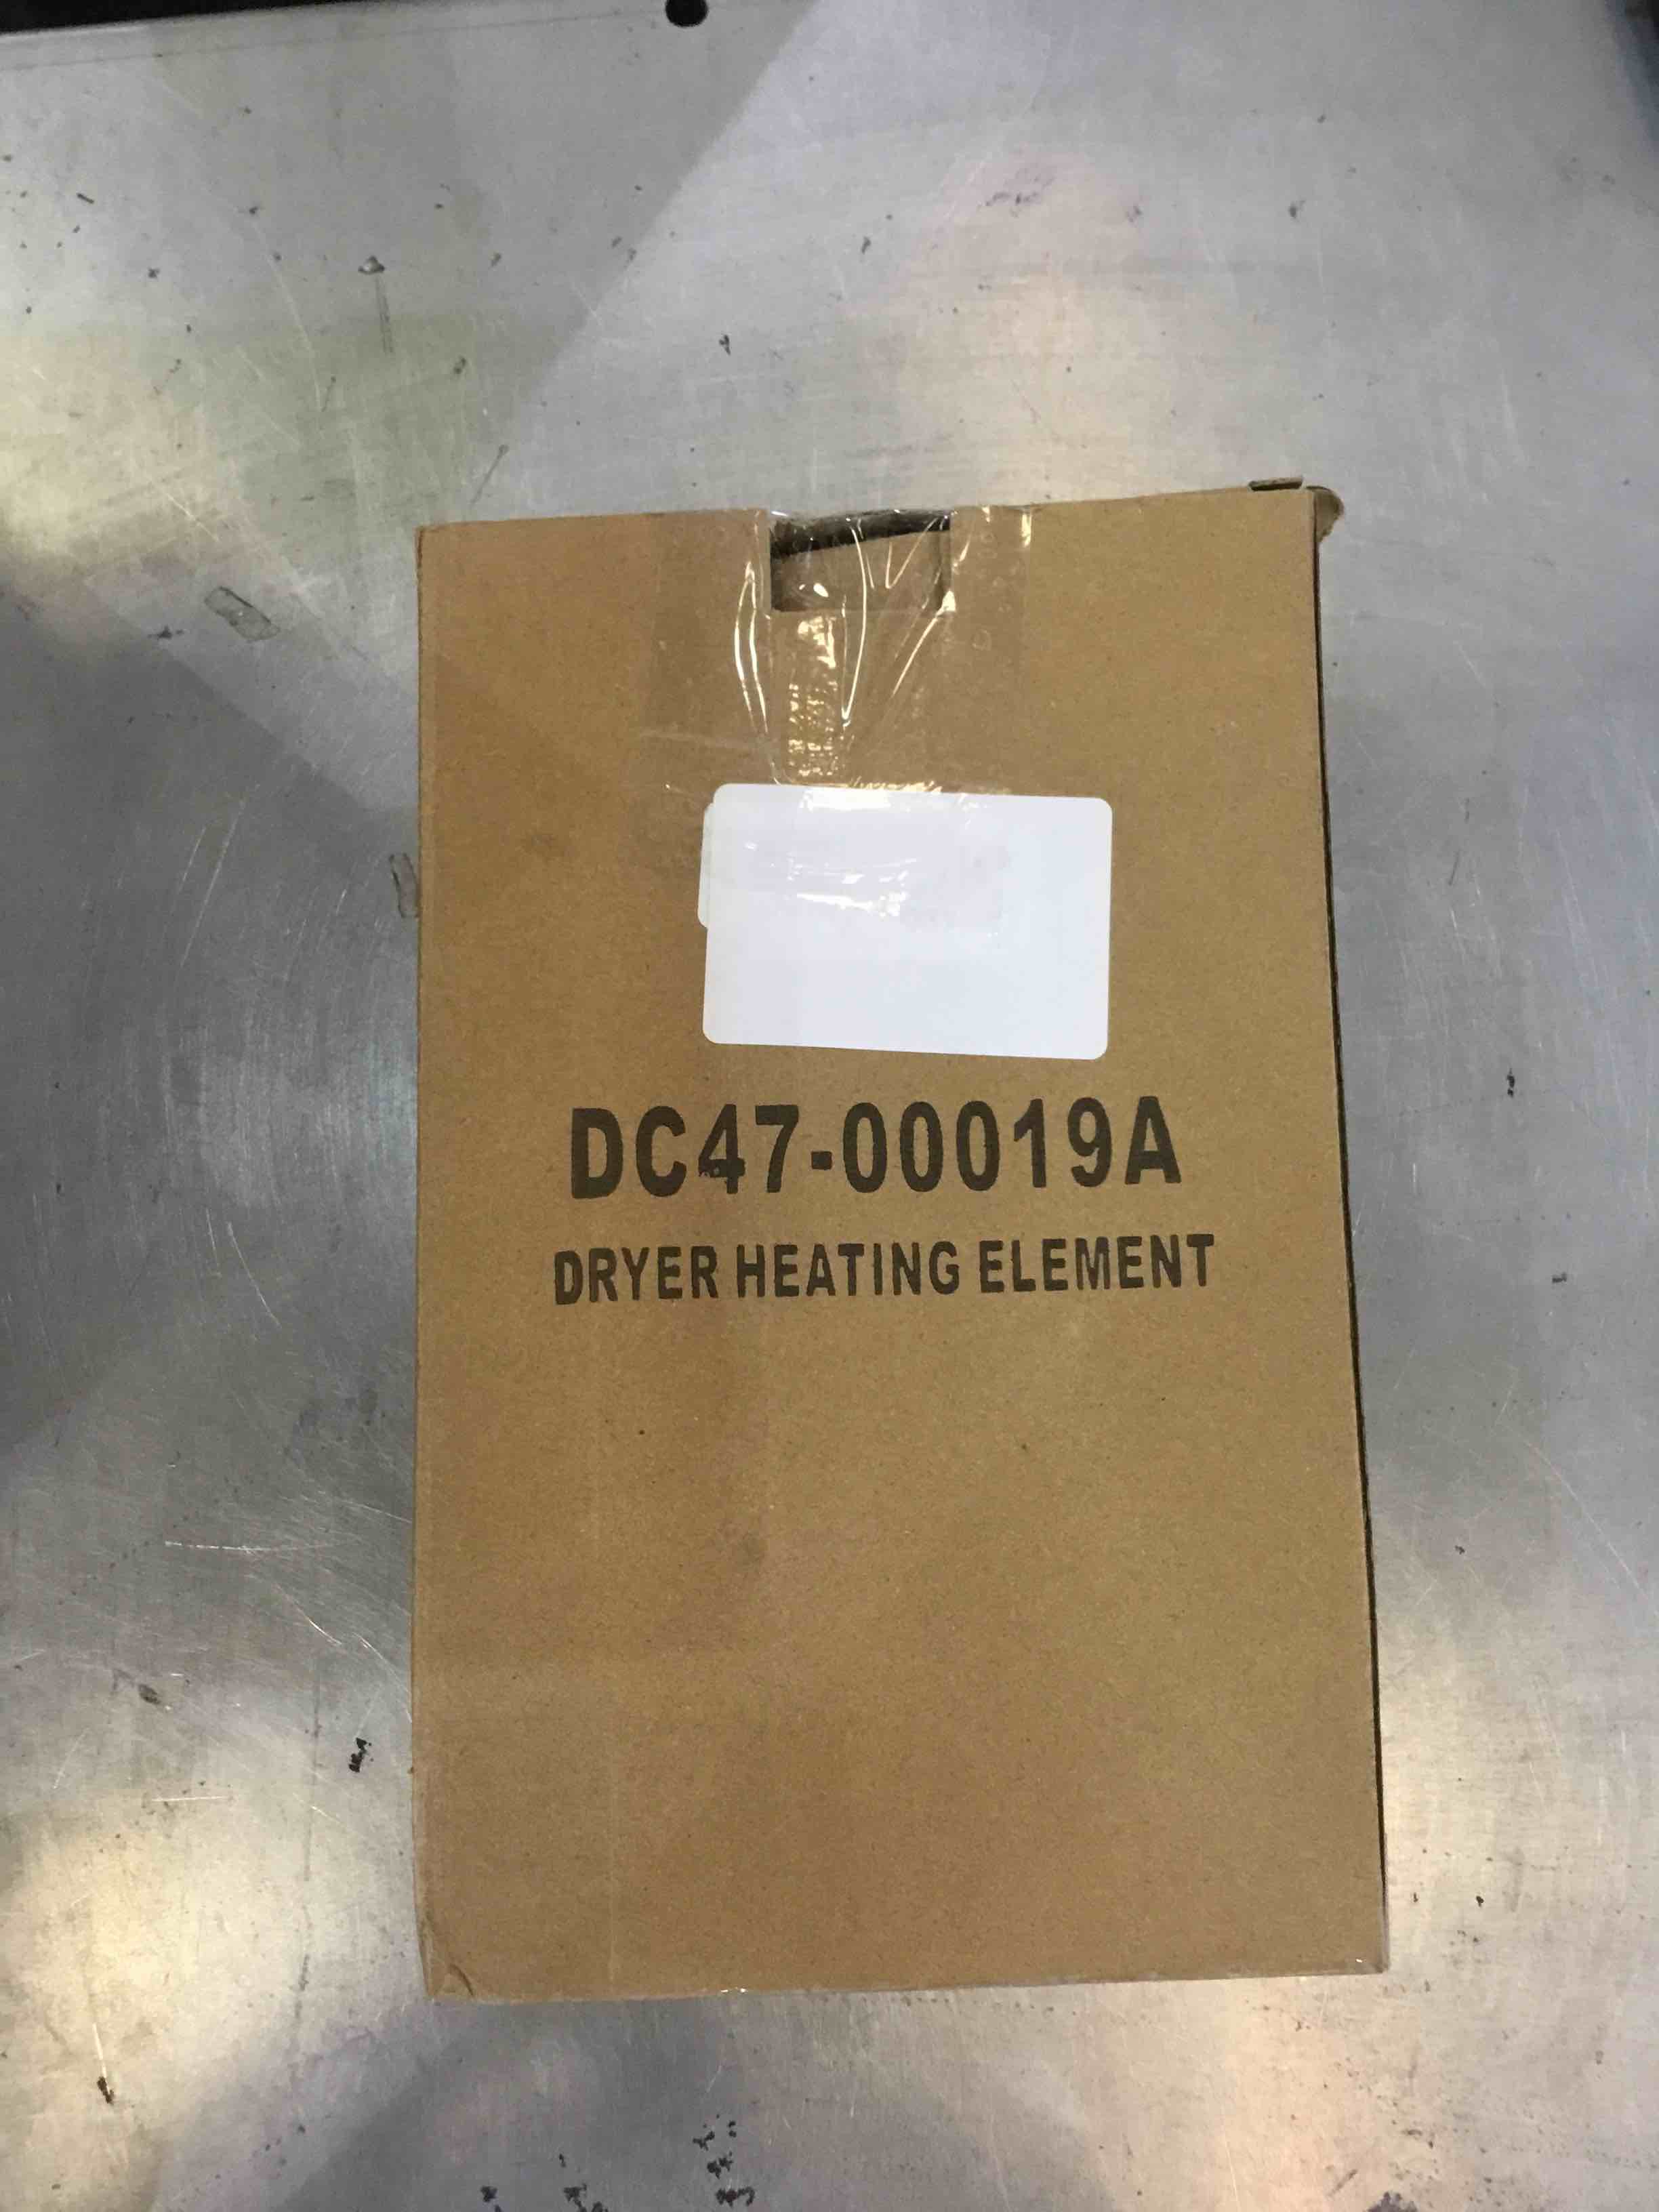 DC47-00019A
DRYER HEATING ELEMENT